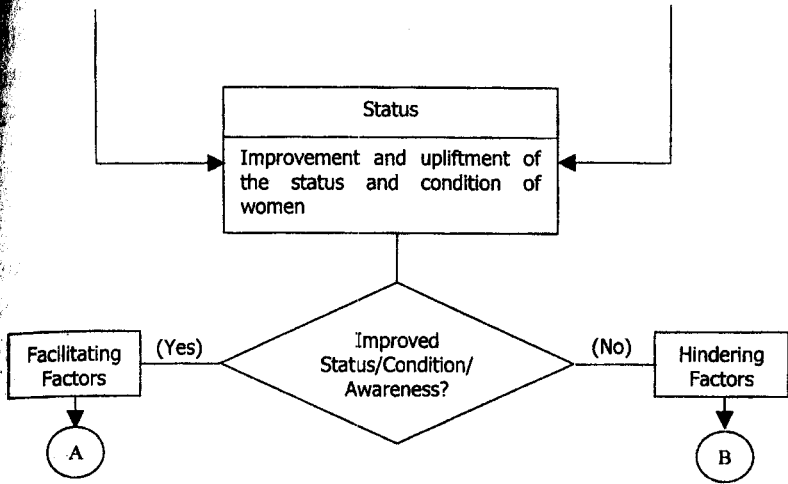 Status
Improvement and upliftment of
the status and condition of
women
Improved
Status/Condition/
Awareness?
(Yes)
(No)
Facilitating
Factors
Hindering
Factors
A
B